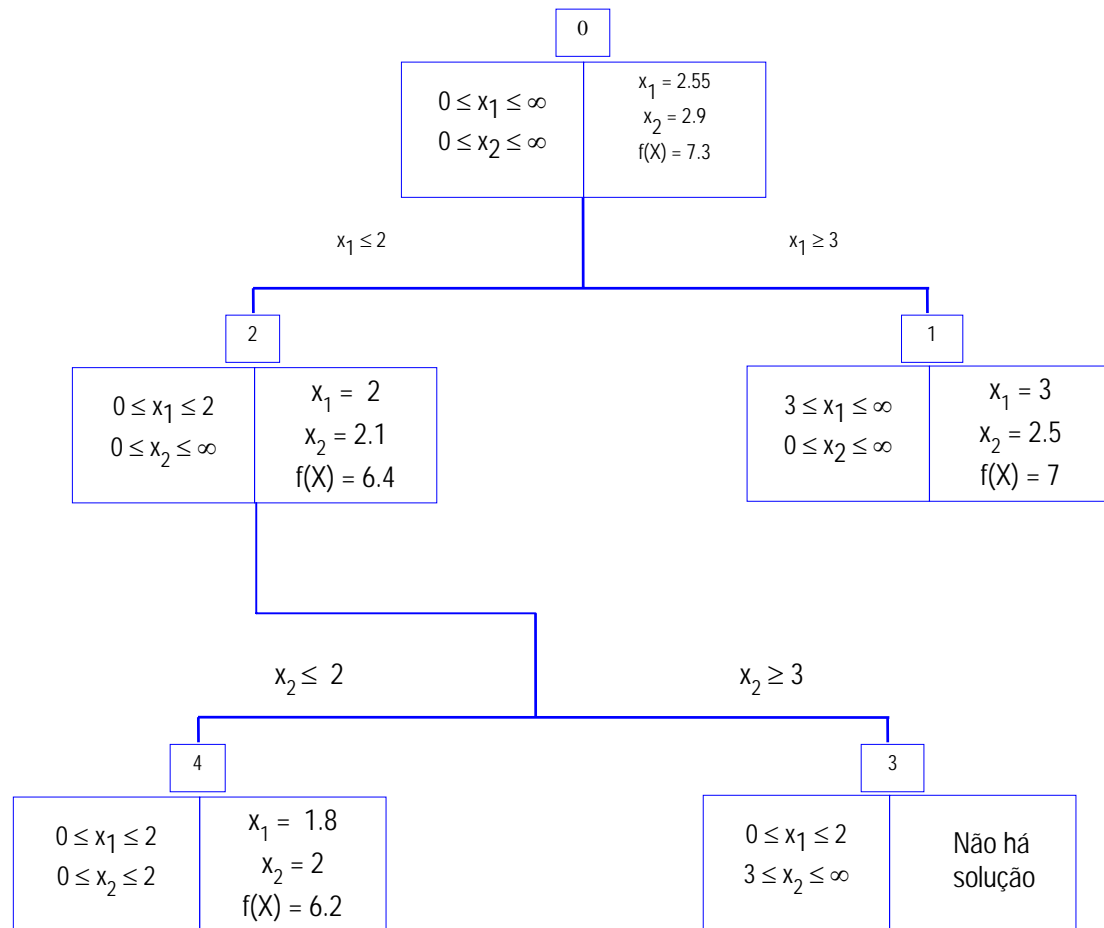 0
0 ≤ x₁ ≤ ∞
0 ≤ x₂ ≤ ∞
x₁ = 2.55
x₂ = 2.9
f(X) = 7.3
x₁ ≤ 2
x₁ ≥ 3
2
0 ≤ x₁ ≤ 2
0 ≤ x₂ ≤ ∞
x₁ = 2
x₂ = 2.1
f(X) = 6.4
1
3 ≤ x₁ ≤ ∞
0 ≤ x₂ ≤ ∞
x₁ = 3
x₂ = 2.5
f(X) = 7
x₂ ≤ 2
x₂ ≥ 3
4
0 ≤ x₁ ≤ 2
0 ≤ x₂ ≤ 2
x₁ = 1.8
x₂ = 2
f(X) = 6.2
3
0 ≤ x₁ ≤ 2
3 ≤ x₂ ≤ ∞
Não há
solução